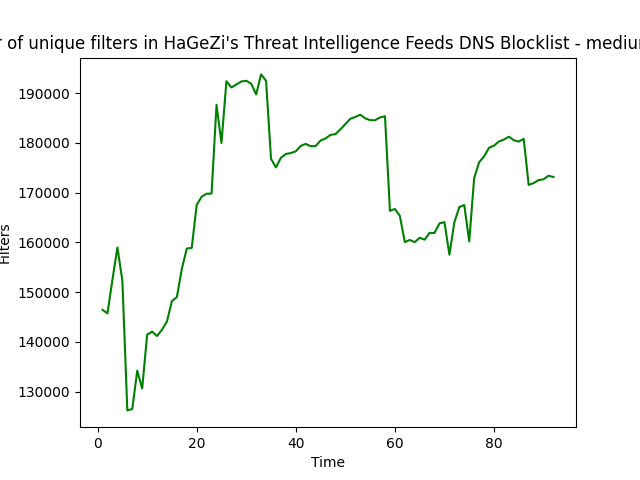 r of unique filters in HaGeZi's Threat Intelligence Feeds DNS Blocklist - mediu
Filters
190000
180000
170000
160000
150000
140000
130000
0 20 40 60 80
Time